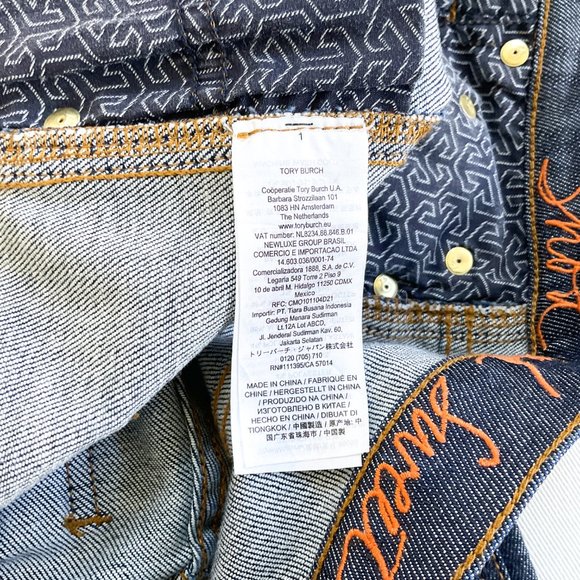 1
TORY BURCH
Coöperatie Tory Burch U.A.
Barbara Strozzilaan 101
1083 HN Amsterdam
The Netherlands
www.toryburch.eu
VAT number: NL8234.88.846.B.01
NEWLUXE GROUP BRASIL
COMERCIO E IMPORTACAO LTDA
14.603.036/0001-74
Comercializadora 1888, S.A. de C.V.
Legaria 549 Torre 2 Piso 9
10 de abril M. Hidalgo 11250 CDMX
Mexico
RFC: CMO101104D21
Importir: PT. Tiara Busana Indonesia
Gedung Menara Sudirman
Lt.12A Lot ABCD,
Jl. Jenderal Sudirman Kav. 60,
Jakarta Selatan
トリーバーチ・ジャパン株式会社
0120 (705) 710
RN#111395/CA 57014
MADE IN CHINA / FABRIQUÉ EN
CHINE / HERGESTELLT IN CHINA
/ PRODUZIDO NA CHINA /
ИЗГОТОВЛЕНО В КИТАЕ /
HECHO EN CHINA / DIBUAT DI
TIONGKOK / 中國製造 / 原产地: 中
国广东省珠海市 / 中国製